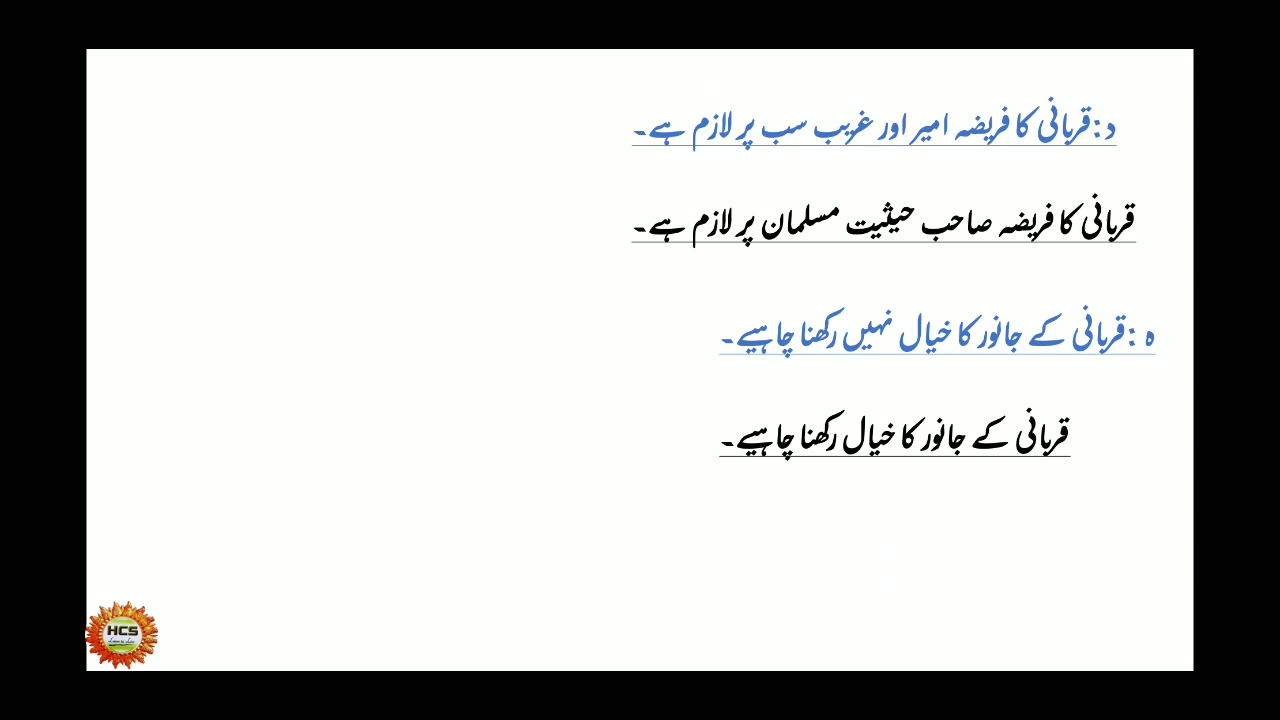 د:قربانی کا فریضہ امیر اور غریب سب پر لازم ہے۔
قربانی کا فریضہ صاحب حیثیت مسلمان پر لازم ہے۔
ہ :قربانی کے جانور کا خیال نہیں رکھنا چاہیے۔
قربانی کے جانور کا خیال رکھنا چاہیے۔
HCS